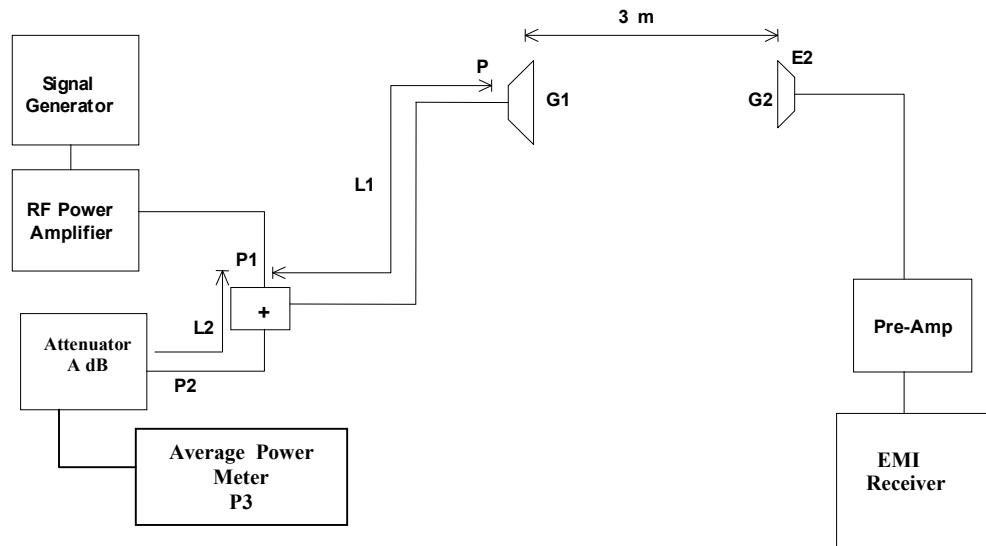 3 m
P
E2
Signal
Generator
G1
G2
L1
RF Power
Amplifier
P1
+
L2
Attenuator
A dB
Pre-Amp
P2
Average Power
Meter
P3
EMI
Receiver